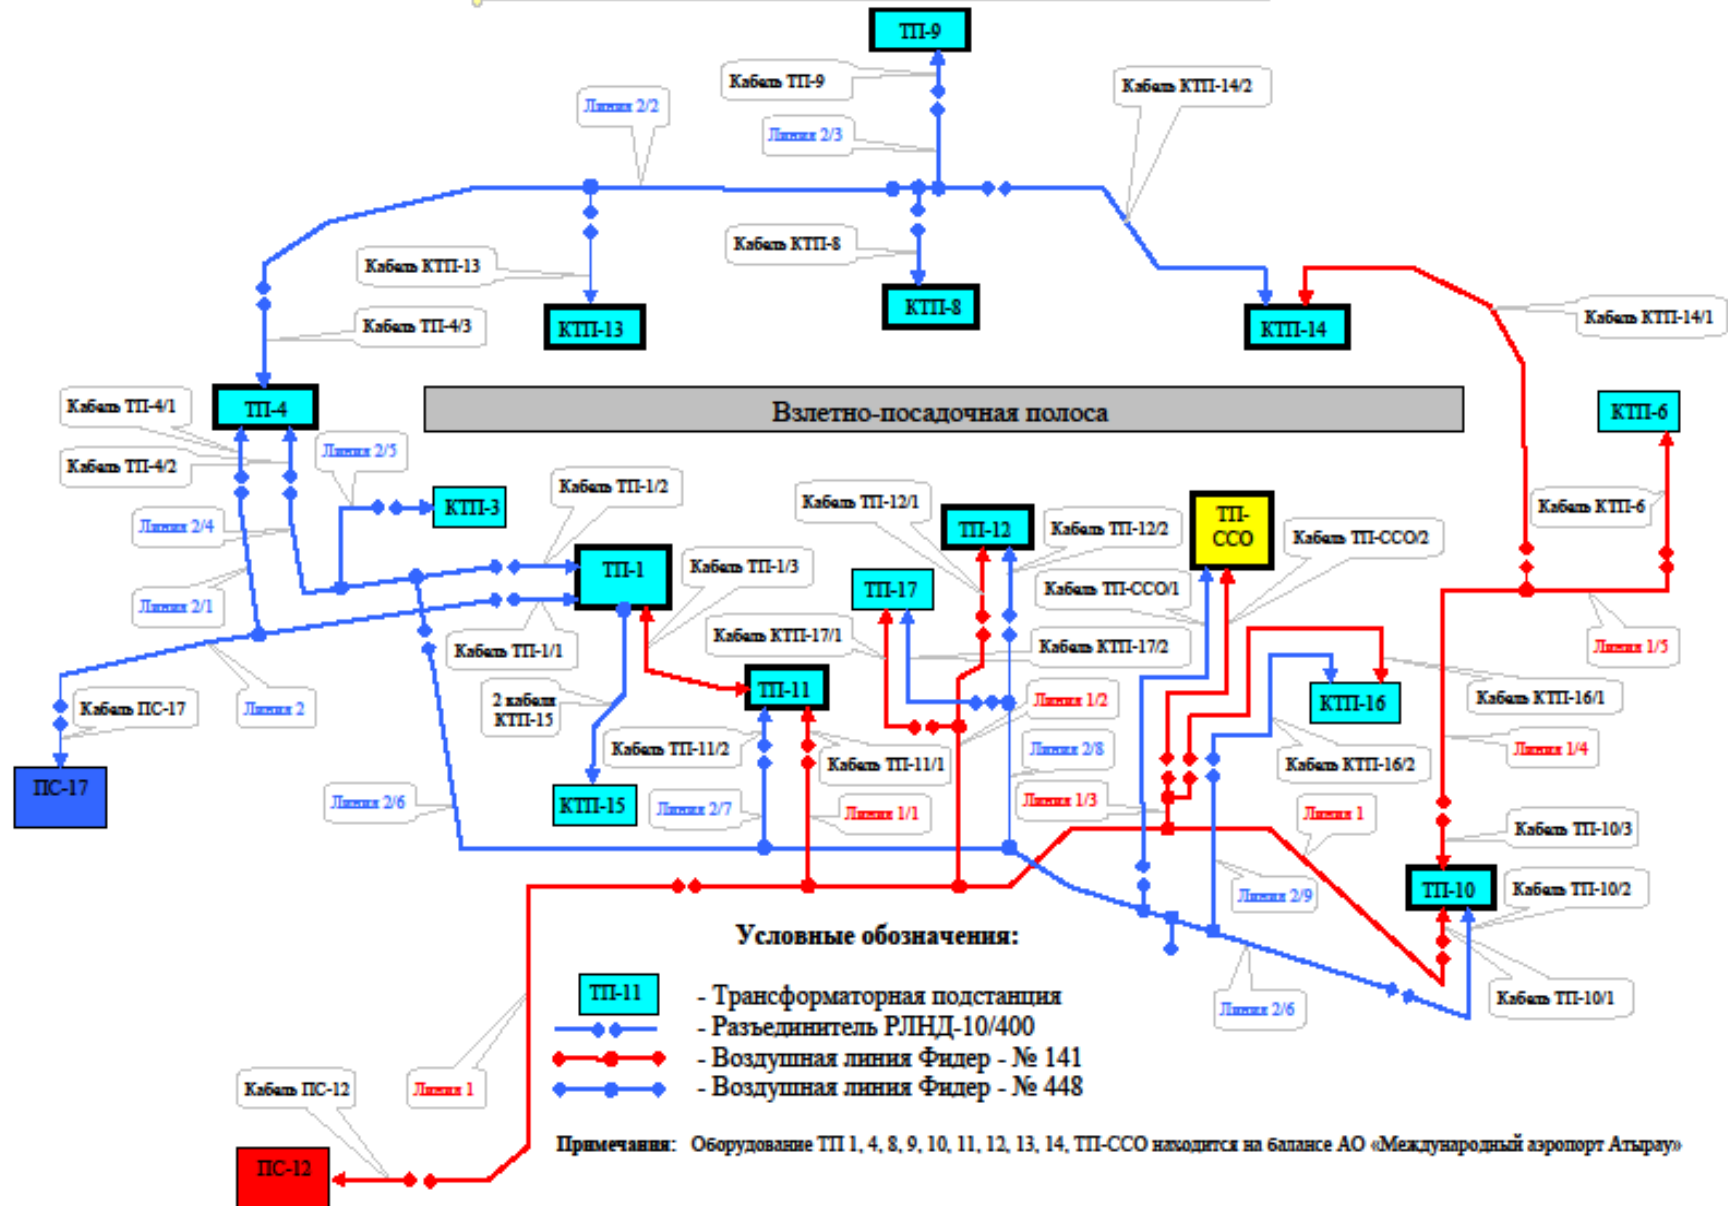 ТП-9
Кабель ТП-9
Кабель КТП-14/2
Линия 2/2
Линия 2/3
Кабель КТП-8
Кабель КТП-13
КТП-8
Кабель КТП-14/1
Кабель ТП-4/3
КТП-13
КТП-14
ТП-4
Кабель ТП-4/1
Взлетно-посадочная полоса
КТП-6
Кабель ТП-4/2
Линия 2/5
Кабель ТП-1/2
Кабель ТП-12/1
КТП-3
Кабель КТП-6
ТП-
ССО
Линия 2/4
ТП-12
Кабель ТП-12/2
Кабель ТП-ССО/2
ТП-1
Кабель ТП-1/3
ТП-17
Кабель ТП-ССО/1
Линия 2/1
Кабель КТП-17/1
Кабель КТП-17/2
Линия 1/5
Кабель ТП-1/1
ТП-11
2 кабеля
КТП-15
Линия 1/2
КТП-16
Кабель КТП-16/1
Кабель ПС-17
Линия 2
Кабель ТП-11/2
Линия 2/8
Линия 1/4
Кабель ТП-11/1
Кабель КТП-16/2
ПС-17
Линия 2/6
КТП-15
Линия 2/7
Линия 1/1
Линия 1/3
Линия 1
Кабель ТП-10/3
ТП-10
Кабель ТП-10/2
Линия 2/9
Условные обозначения:
ТП-11
- Трансформаторная подстанция
Кабель ТП-10/1
Линия 2/6
- Разъединитель РЛНД-10/400
- Воздушная линия Фидер - № 141
- Воздушная линия Фидер - № 448
Кабель ПС-12
Линия 1
Примечания: Оборудование ТП 1, 4, 8, 9, 10, 11, 12, 13, 14, ТП-ССО находится на балансе АО «Международный аэропорт Атырау»
ПС-12